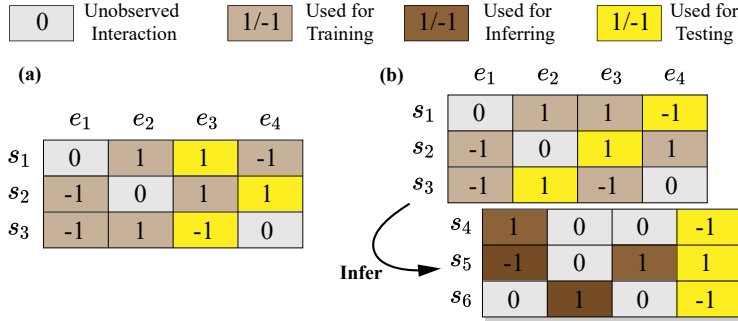 0 Unobserved Interaction 1/-1 Used for Training 1/-1 Used for Inferring 1/-1 Used for Testing
(a)
e1 e2 e3 e4
s1 0 1 1 -1
s2 -1 0 1 1
s3 -1 1 -1 0
(b)
e1 e2 e3 e4
s1 0 1 1 -1
s2 -1 0 1 1
s3 -1 1 -1 0
Infer
s4 1 0 0 -1
s5 -1 0 1 1
s6 0 1 0 -1